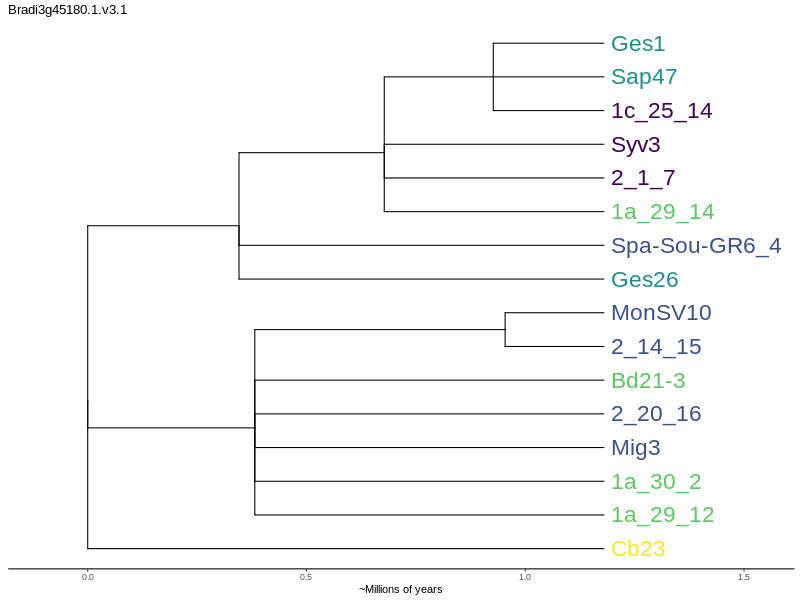 Bradi3g45180.1.v3.1
Ges1
Sap47
1c_25_14
Syv3
2_1_7
1a_29_14
Spa-Sou-GR6_4
Ges26
MonSV10
2_14_15
Bd21-3
2_20_16
Mig3
1a_30_2
1a_29_12
Cb23
0.0 0.5 1.0 1.5
~Millions of years